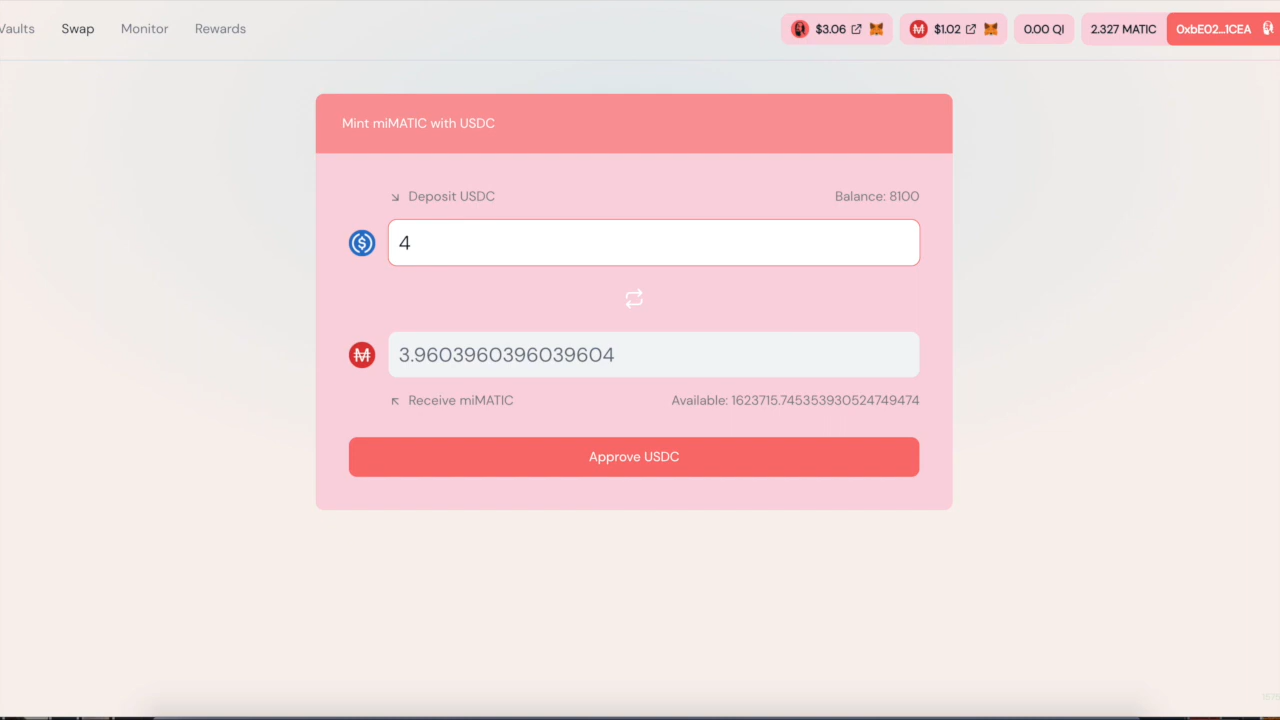 Vaults Swap Monitor Rewards $3.06 $1.02 0.00 QI 2.327 MATIC 0xbE02...1CEA
Mint miMATIC with USDC
Deposit USDC Balance: 8100
4
3.9603960396039604
Receive miMATIC Available: 1623715.745353930524749474
Approve USDC